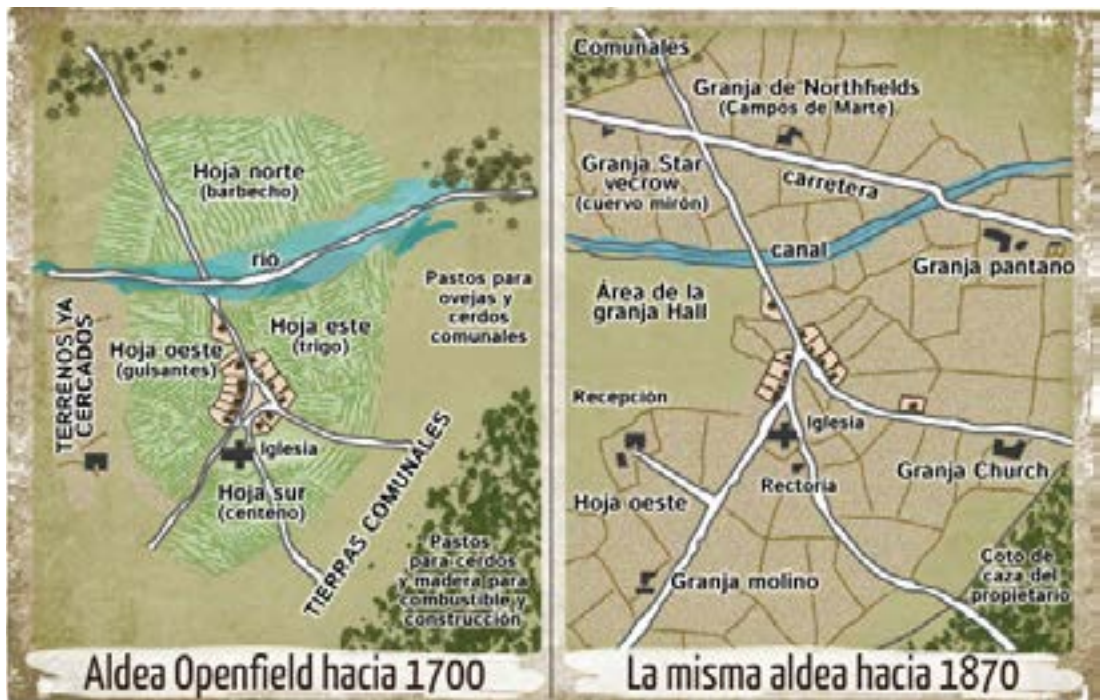 Hoja norte
(barbecho)
río
Pastos para
ovejas y
cerdos
comunales
TERRENOS YA
CERCADOS
Hoja este
(trigo)
Hoja oeste
(guisantes)
Iglesia
Hoja sur
(centeno)
TIERRAS COMUNALES
Pastos
para cerdos
y madera para
combustible y
construcción
Aldea Openfield hacia 1700
Comunales
Granja de Northfields
(Campos de Marte)
Granja Star
vecrow
(cuervo mirón)
carretera
canal
Granja pantano
Área de la
granja Hall
Recepción
Iglesia
Granja Church
Rectoria
Hoja oeste
Granja molino
Coto de
caza del
propietario
La misma aldea hacia 1870